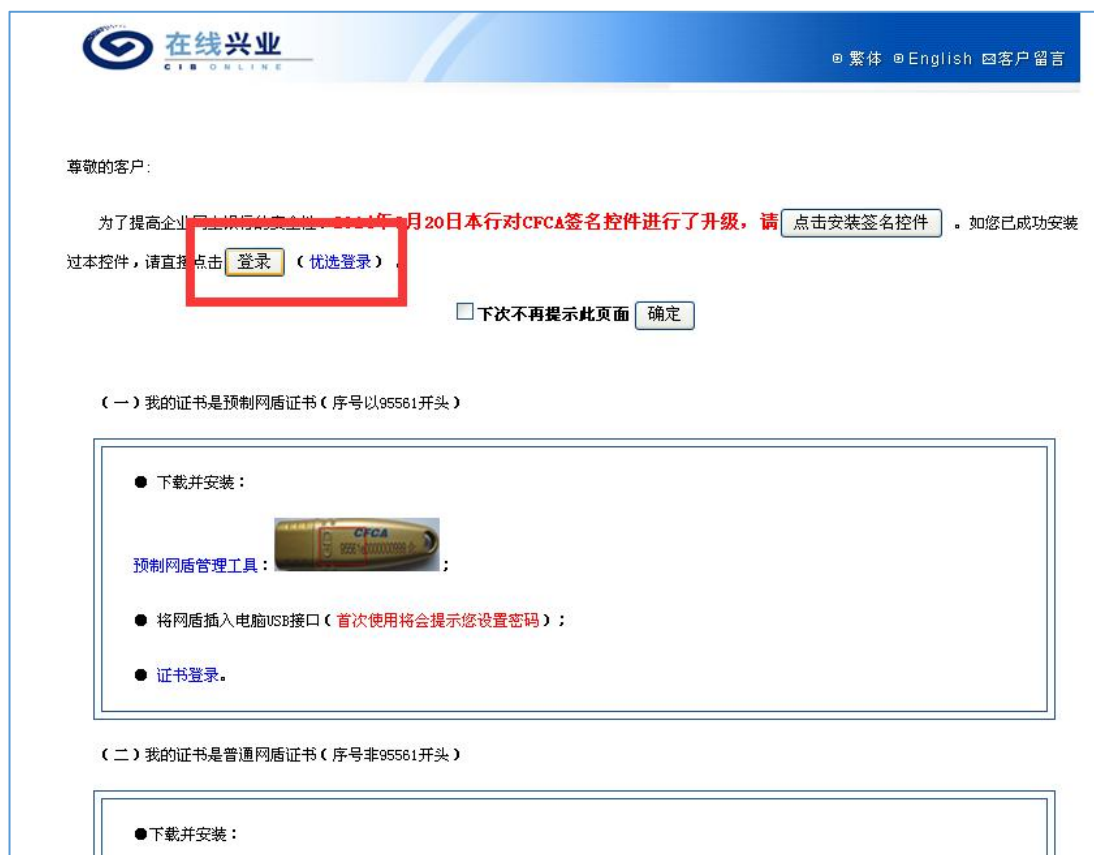 在线兴业
CIB ONLINE
繁体 English 客户留言
尊敬的客户：
为了提高企业网上银行的安全性，月20日本行对CFCA签名控件进行了升级，请 点击安装签名控件 。如您已成功安装
过本控件，请直接点击 登录 （优选登录）。
下次不再提示此页面 确定
（一）我的证书是预制网盾证书（序号以95561开头）
● 下载并安装：
CFCA
预制网盾管理工具：;
● 将网盾插入电脑USB接口（首次使用将会提示您设置密码）；
● 证书登录。
（二）我的证书是普通网盾证书（序号非95561开头）
●下载并安装：